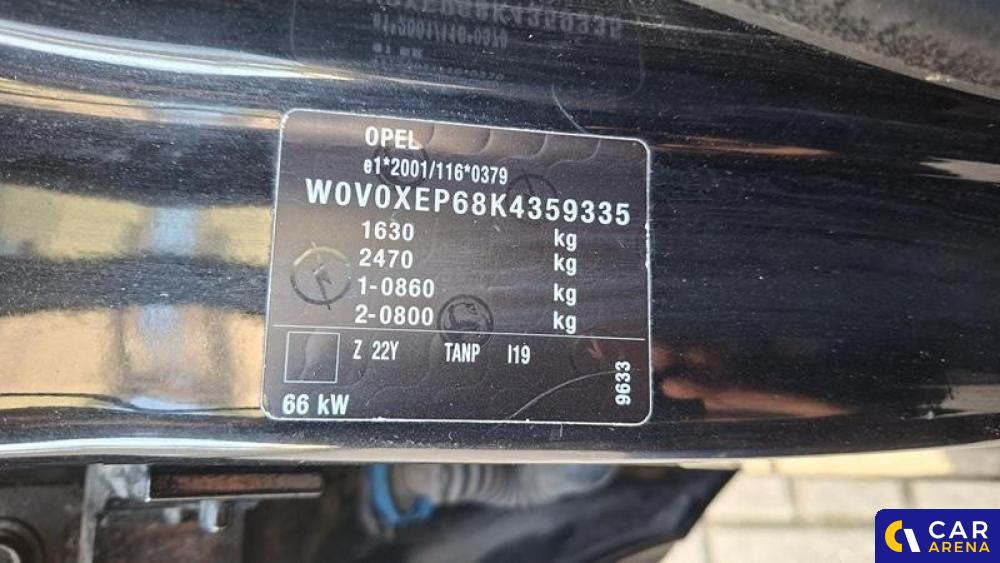 OPEL
e1*2001/116*0379
W0V0XEP68K4359335
1630 kg
2470 kg
1-0860 kg
2-0800 kg
Z 22Y TANP I19
9633
66 kW
CAR
ARENA